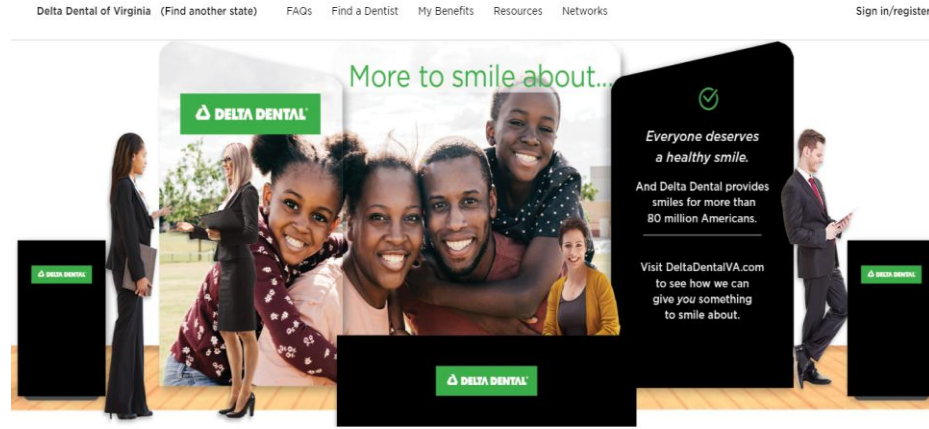 Delta Dental of Virginia (Find another state) FAQs Find a Dentist My Benefits Resources Networks Sign in/register
More to smile about...
DELTA DENTAL
Everyone deserves
a healthy smile.
And Delta Dental provides
smiles for more than
80 million Americans.
Visit DeltaDentalVA.com
to see how we can
give you something
to smile about.
DELTA DENTAL
DELTA DENTAL
DELTA DENTAL